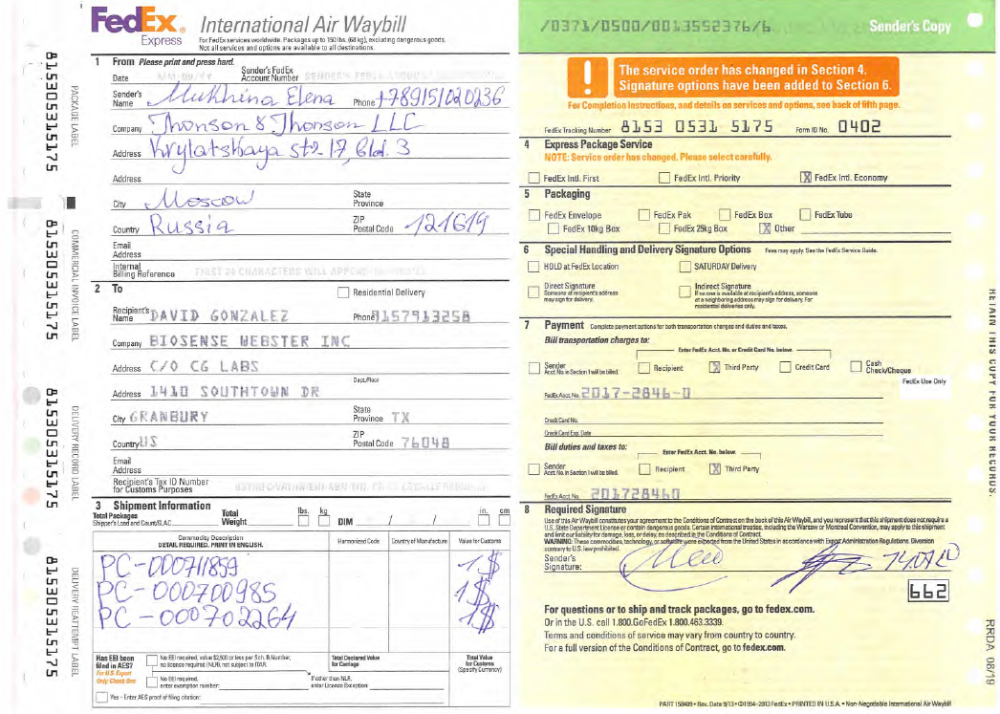 FedEx® Express
International Air Waybill
For FedEx services worldwide. Packages up to 150 lbs. (68 kg), excluding dangerous goods.
Not all services and options are available to all destinations.
1 From Please print and press hard.
Date
Sender's FedEx Account Number
Sender's Name Mukhina Elena Phone +78915/020236
Company Thonson & Thonson LLC
Address Krylatskaya str 17 Bld. 3
Address
City Moscow State Province
Country Russia ZIP Postal Code 121619
Email Address
Internal Billing Reference FIRST 24 CHARACTERS WILL APPEAR
2 To
Residential Delivery
Recipient's Name DAVID GONZALEZ Phone 9157913258
Company BIOSENSE WEBSTER INC
Address C/O CG LABS
Dept./Floor
Address 1410 SOUTHTOWN DR
City GRANBURY State Province TX
Country US ZIP Postal Code 76048
Email Address
Recipient's Tax ID Number for Customs Purposes
3 Shipment Information
Total Packages
Shipper's Load and Count/SLAC
Total Weight lbs. kg DIM / / in. cm
Commodity Description
DETAIL REQUIRED. PRINT IN ENGLISH.
Harmonized Code
Country of Manufacture
Value for Customs
PC-000711859 1$
PC-000700985 1$
PC-000702264 1$
Has EEI been filed in AES?
For U.S. Export Only: Check One
No EEI required, value $2,500 or less per Sch. B Number, no license required (NLR), not subject to ITAR.
No EEI required, enter exemption number:
Yes – Enter AES proof of filing citation:
Total Declared Value for Carriage
If other than NLR, enter License Exception:
Total Value for Customs (Specify Currency)
8153 0531 5175
PACKAGE LABEL
815305315175
COMMERCIAL INVOICE LABEL
815305315175
DELIVERY RECORD LABEL
815305315175
DELIVERY REATTEMPT LABEL
815305315175
/0371/0500/0013552376/6
Sender's Copy
The service order has changed in Section 4.
Signature options have been added to Section 6.
For Completion Instructions, and details on services and options, see back of fifth page.
FedEx Tracking Number 8153 0531 5175 Form ID No. 0402
4 Express Package Service
NOTE: Service order has changed. Please select carefully.
FedEx Intl. First
FedEx Intl. Priority
X FedEx Intl. Economy
5 Packaging
FedEx Envelope
FedEx Pak
FedEx Box
FedEx Tube
FedEx 10kg Box
FedEx 25kg Box
X Other
6 Special Handling and Delivery Signature Options Fees may apply. See the FedEx Service Guide.
HOLD at FedEx Location
SATURDAY Delivery
Direct Signature
Someone at recipient's address may sign for delivery.
Indirect Signature
If no one is available at recipient's address, someone at a neighboring address may sign for delivery. For residential deliveries only.
7 Payment Complete payment options for both transportation charges and duties and taxes.
Bill transportation charges to:
Enter FedEx Acct. No. or Credit Card No. below.
Sender Acct. No. in Section 1 will be billed.
Recipient
X Third Party
Credit Card
Cash Check/Cheque
FedEx Use Only
FedEx Acct. No. 2017-2846-0
Credit Card No.
Credit Card Exp. Date
Bill duties and taxes to:
Enter FedEx Acct. No. below.
Sender Acct. No. in Section 1 will be billed.
Recipient
X Third Party
FedEx Acct. No. 201728460
8 Required Signature
Use of this Air Waybill constitutes your agreement to the Conditions of Contract on the back of this Air Waybill, and you represent that this shipment does not require a
U.S. State Department License or contain dangerous goods. Certain international treaties, including the Warsaw or Montreal Convention, may apply to this shipment
and limit our liability for damage, loss, or delay, as described in the Conditions of Contract.
WARNING: These commodities, technology, or software were exported from the United States in accordance with Export Administration Regulations. Diversion
contrary to U.S. law prohibited.
Sender's Signature:
662
For questions or to ship and track packages, go to fedex.com.
Or in the U.S. call 1.800.GoFedEx 1.800.463.3339.
Terms and conditions of service may vary from country to country.
For a full version of the Conditions of Contract, go to fedex.com.
PART 158409 • Rev. Date 9/13 • ©1994–2013 FedEx • PRINTED IN U.S.A. • Non-Negotiable International Air Waybill
RETAIN THIS COPY FOR YOUR RECORDS.
RRDA 08/19